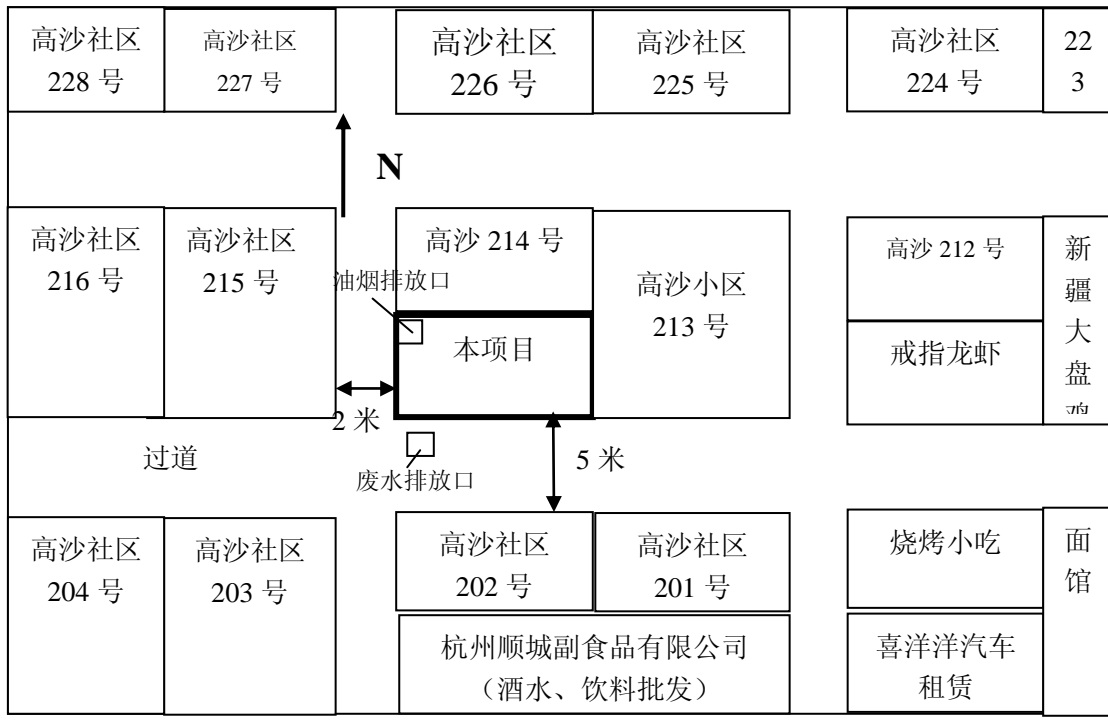 高沙社区
228 号
高沙社区
227 号
高沙社区
226 号
高沙社区
225 号
高沙社区
224 号
22
3
N
高沙社区
216 号
高沙社区
215 号
高沙 214 号
油烟排放口
本项目
高沙小区
213 号
高沙 212 号
戒指龙虾
新
疆
大
盘
鸡
2 米
过道
废水排放口
5 米
高沙社区
204 号
高沙社区
203 号
高沙社区
202 号
高沙社区
201 号
烧烤小吃
面
馆
杭州顺城副食品有限公司
（酒水、饮料批发）
喜洋洋汽车
租赁